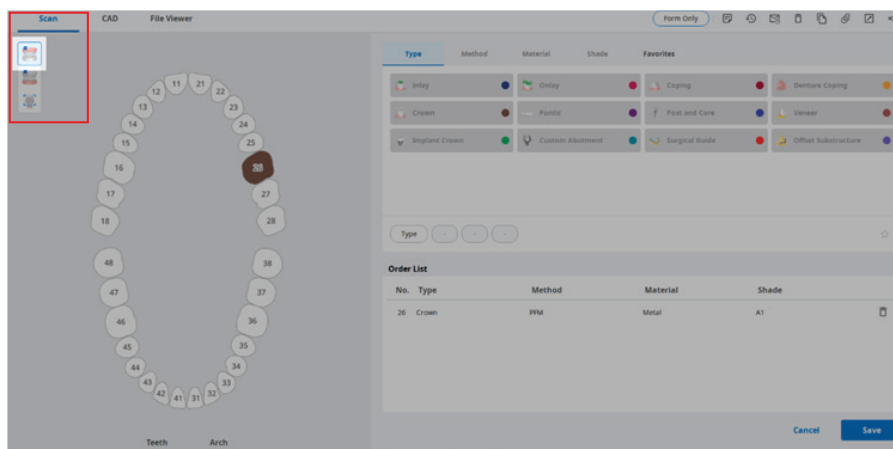 Scan CAD File Viewer Form Only
Type Method Material Shade Favorites
Inlay Onlay Coping Denture Coping
Crown Pontic Post and Core Veneer
Implant Crown Custom Abutment Surgical Guide Offset Substructure
Type - - -
12 11 21 22
13 23
14 24
15 25
16 26
17 27
18 28
48 38
47 37
46 36
45 35
44 34
43 33
42 41 31 32
Teeth Arch
Order List
No. Type Method Material Shade
26 Crown PFM Metal A1
Cancel Save